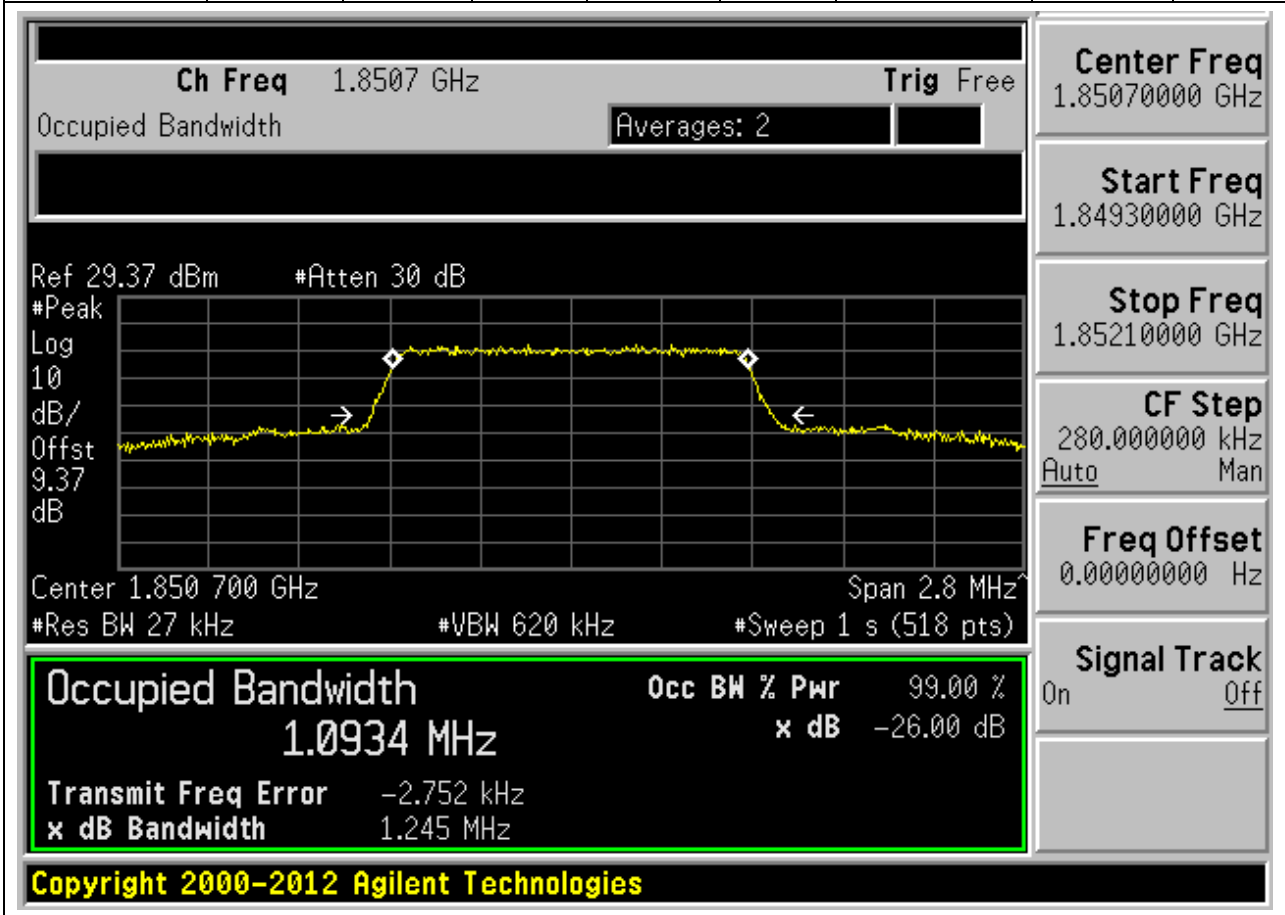 Ch Freq 1.8507 GHz Trig Free
Occupied Bandwidth Averages: 2
Ref 29.37 dBm #Atten 30 dB
#Peak
Log
10
dB/
Offst
9.37
dB
Center 1.850 700 GHz Span 2.8 MHz^
#Res BW 27 kHz #VBW 620 kHz #Sweep 1 s (518 pts)
Occupied Bandwidth Occ BW % Pwr 99.00 %
1.0934 MHz x dB -26.00 dB
Transmit Freq Error -2.752 kHz
x dB Bandwidth 1.245 MHz
Copyright 2000-2012 Agilent Technologies
Center Freq
1.85070000 GHz
Start Freq
1.84930000 GHz
Stop Freq
1.85210000 GHz
CF Step
280.000000 kHz
Auto Man
Freq Offset
0.00000000 Hz
Signal Track
On Off